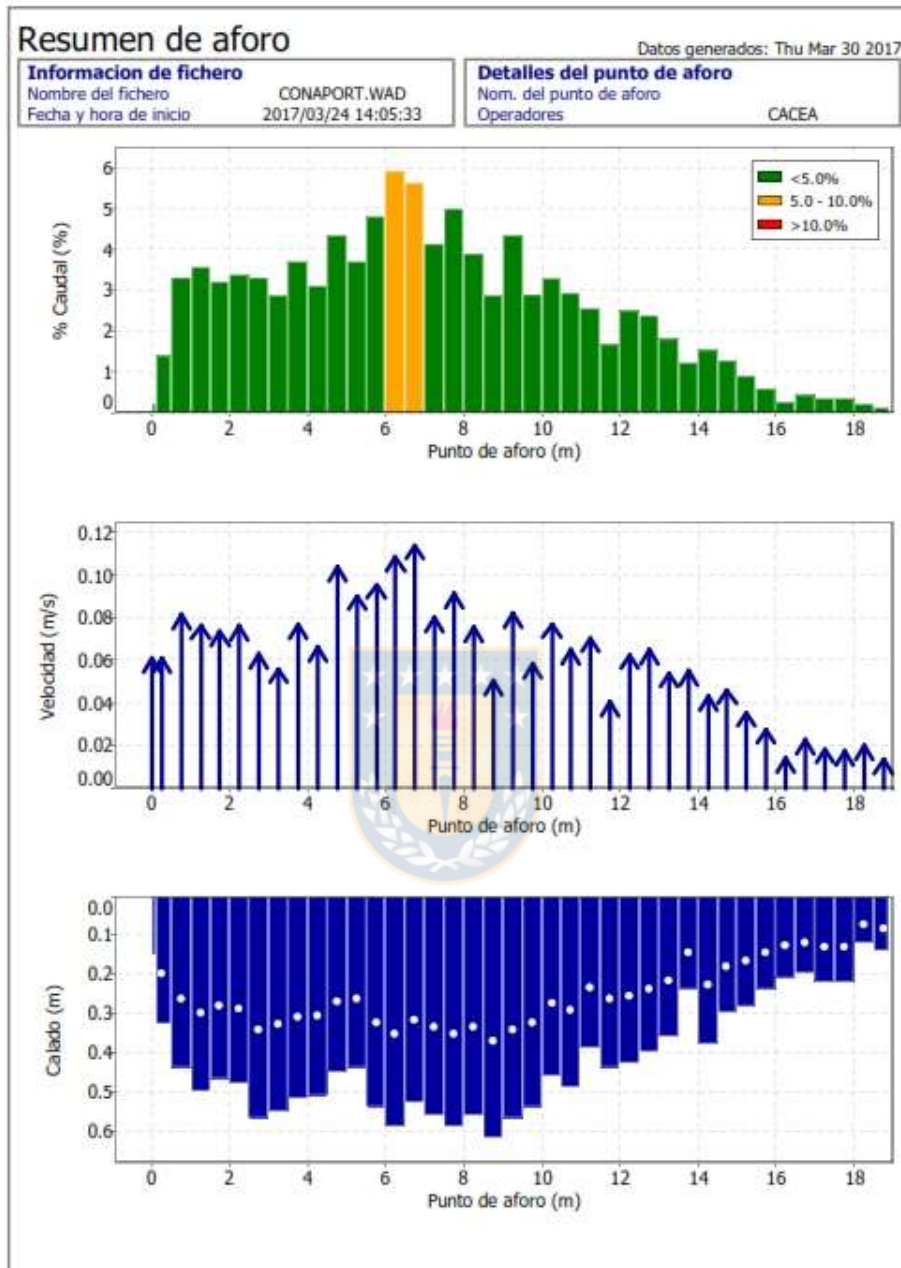 Resumen de aforo
Datos generados: Thu Mar 30 2017
Informacion de fichero
Nombre del fichero CONAPORT.WAD
Fecha y hora de inicio 2017/03/24 14:05:33
Detalles del punto de aforo
Nom. del punto de aforo
Operadores CACEA
% Caudal (%)
6
5
4
3
2
1
0
<5.0%
5.0 - 10.0%
>10.0%
0 2 4 6 8 10 12 14 16 18
Punto de aforo (m)
Velocidad (m/s)
0.12
0.10
0.08
0.06
0.04
0.02
0.00
0 2 4 6 8 10 12 14 16 18
Punto de aforo (m)
Calado (m)
0.0
0.1
0.2
0.3
0.4
0.5
0.6
0 2 4 6 8 10 12 14 16 18
Punto de aforo (m)